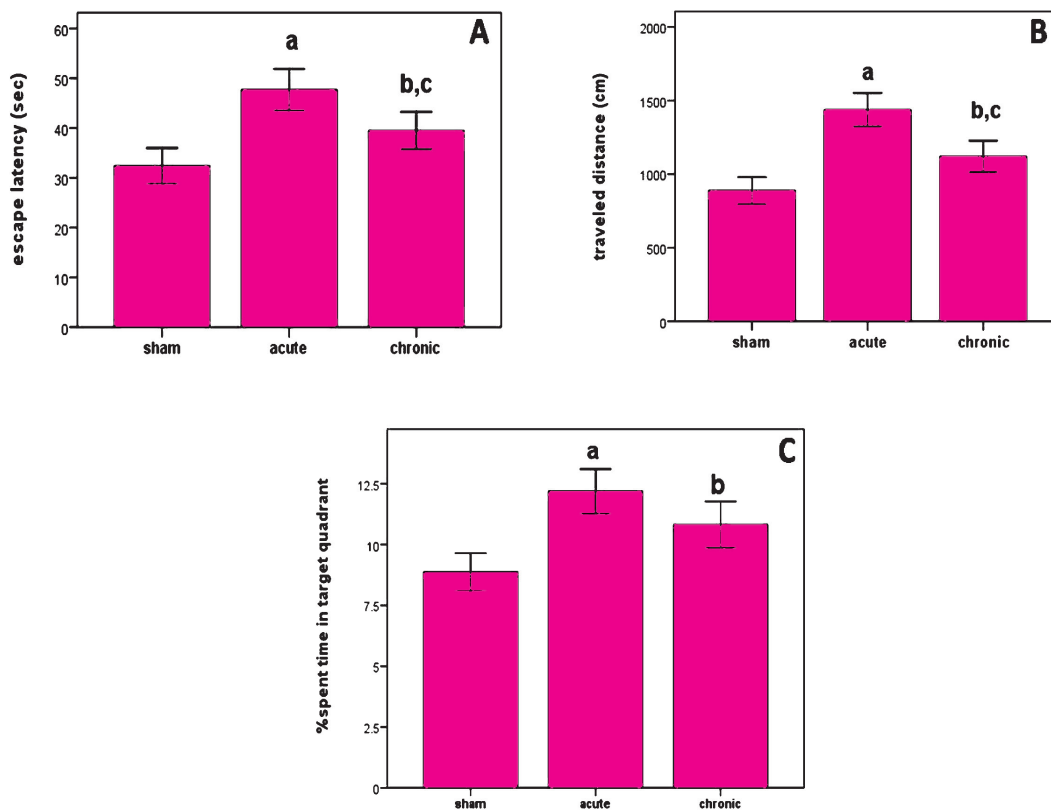 A
escape latency (sec)
60
50
40
30
20
10
0
a
b,c
sham acute chronic
B
traveled distance (cm)
2000
1500
1000
500
0
a
b,c
sham acute chronic
C
%spent time in target quadrant
12.5
10
7.5
5
2.5
0
a
b
sham acute chronic